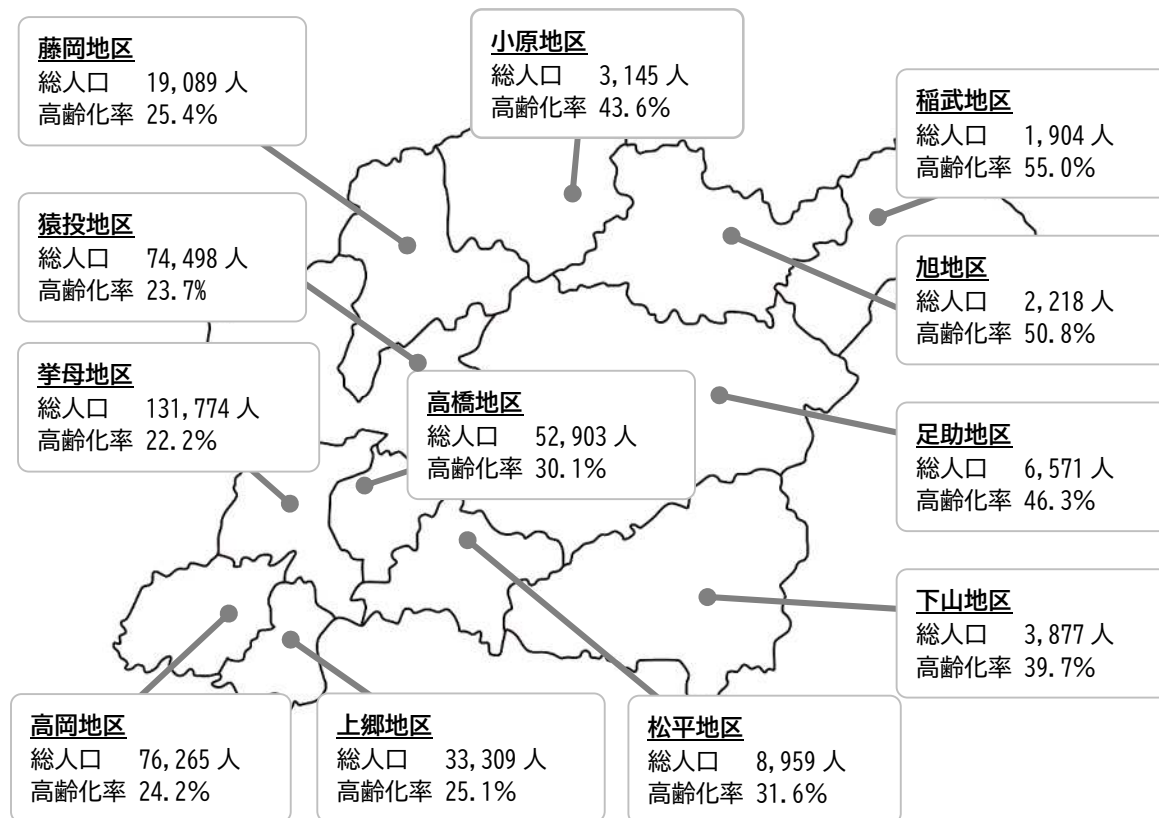 藤岡地区
総人口 19,089 人
高齢化率 25.4%
小原地区
総人口 3,145 人
高齢化率 43.6%
稲武地区
総人口 1,904 人
高齢化率 55.0%
猿投地区
総人口 74,498 人
高齢化率 23.7%
旭地区
総人口 2,218 人
高齢化率 50.8%
挙母地区
総人口 131,774 人
高齢化率 22.2%
高橋地区
総人口 52,903 人
高齢化率 30.1%
足助地区
総人口 6,571 人
高齢化率 46.3%
下山地区
総人口 3,877 人
高齢化率 39.7%
高岡地区
総人口 76,265 人
高齢化率 24.2%
上郷地区
総人口 33,309 人
高齢化率 25.1%
松平地区
総人口 8,959 人
高齢化率 31.6%